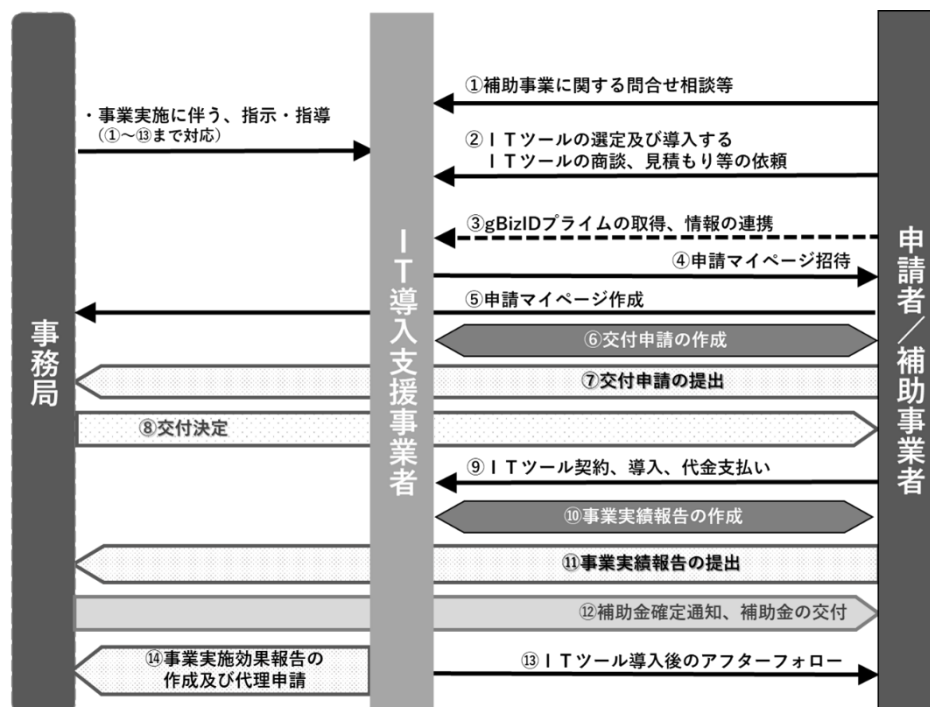 ①補助事業に関する問合せ相談等
・事業実施に伴う、指示・指導
（①～⑬まで対応）
②ＩＴツールの選定及び導入する
ＩＴツールの商談、見積もり等の依頼
③gBizIDプライムの取得、情報の連携
④申請マイページ招待
⑤申請マイページ作成
事務局
ＩＴ導入支援事業者
申請者／補助事業者
⑥交付申請の作成
⑦交付申請の提出
⑧交付決定
⑨ＩＴツール契約、導入、代金支払い
⑩事業実績報告の作成
⑪事業実績報告の提出
⑫補助金確定通知、補助金の交付
⑬ＩＴツール導入後のアフターフォロー
⑭事業実施効果報告の
作成及び代理申請